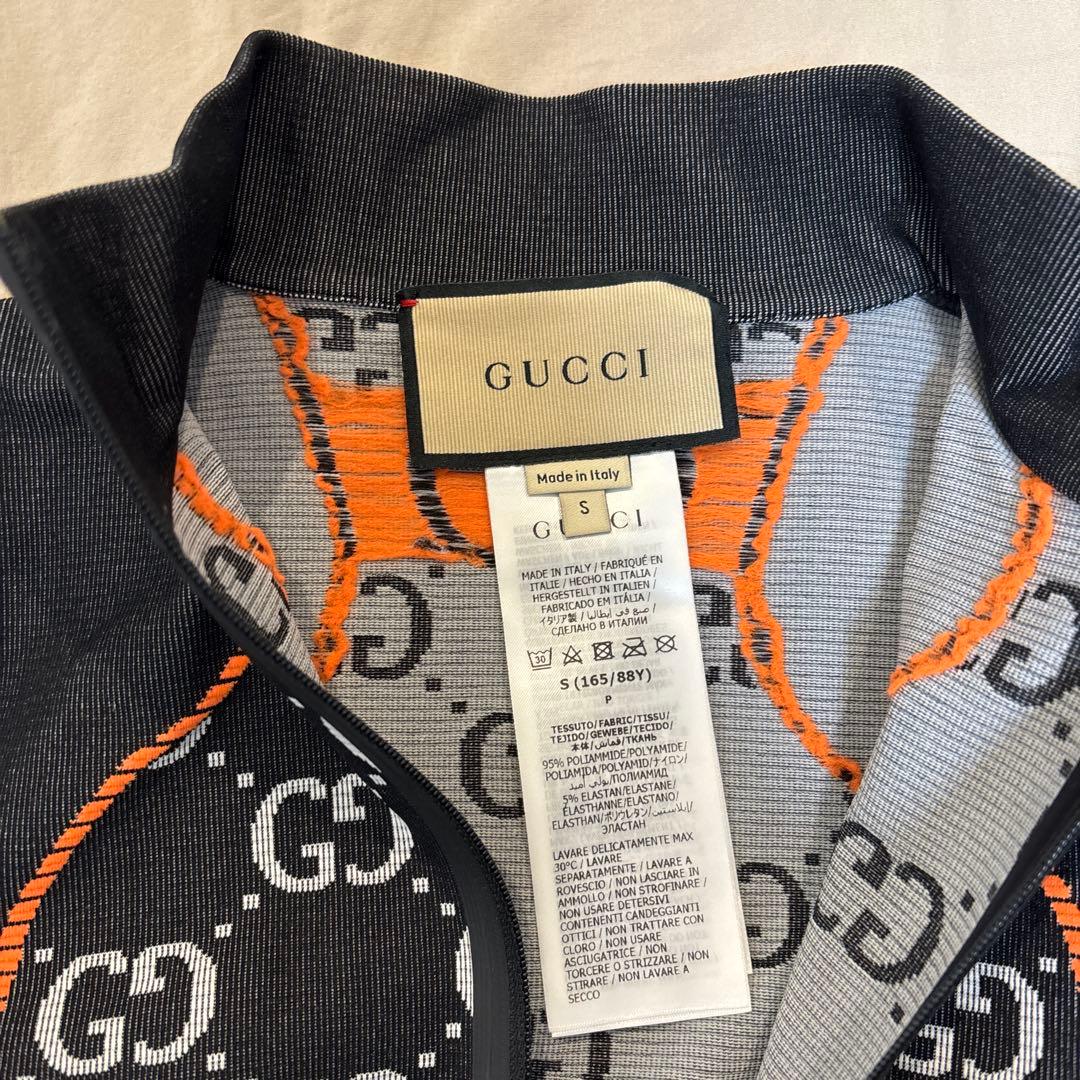 GUCCI
Made in Italy
S
G CI
MADE IN ITALY / FABRIQUÉ EN
ITALIE / HECHO EN ITALIA /
HERGESTELLT IN ITALIEN /
FABRICADO EM ITÁLIA /
イタリア製 / صنع في إيطاليا /
СДЕЛАНО В ИТАЛИИ
30
S (165/88Y)
P
TESSUTO/FABRIC/TISSU/
TEJIDO/GEWEBE/TECIDO/
本体/قماش/ТКАНЬ
95% POLIAMMIDE/POLYAMIDE/
POLIAMIDA/POLYAMID/ナイロン/
بولي أميد/ПОЛИАМИД
5% ELASTAN/ELASTANE/
ÉLASTHANNE/ELASTANO/
ELASTHAN/ポリウレタン/إيلاستين/
ЭЛАСТАН
LAVARE DELICATAMENTE MAX
30°C / LAVARE
SEPARATAMENTE / LAVARE A
ROVESCIO / NON LASCIARE IN
AMMOLLO / NON STROFINARE /
NON USARE DETERSIVI
CONTENENTI CANDEGGIANTI
OTTICI / NON TRATTARE CON
CLORO / NON USARE
ASCIUGATRICE / NON
TORCERE O STRIZZARE / NON
STIRARE / NON LAVARE A
SECCO